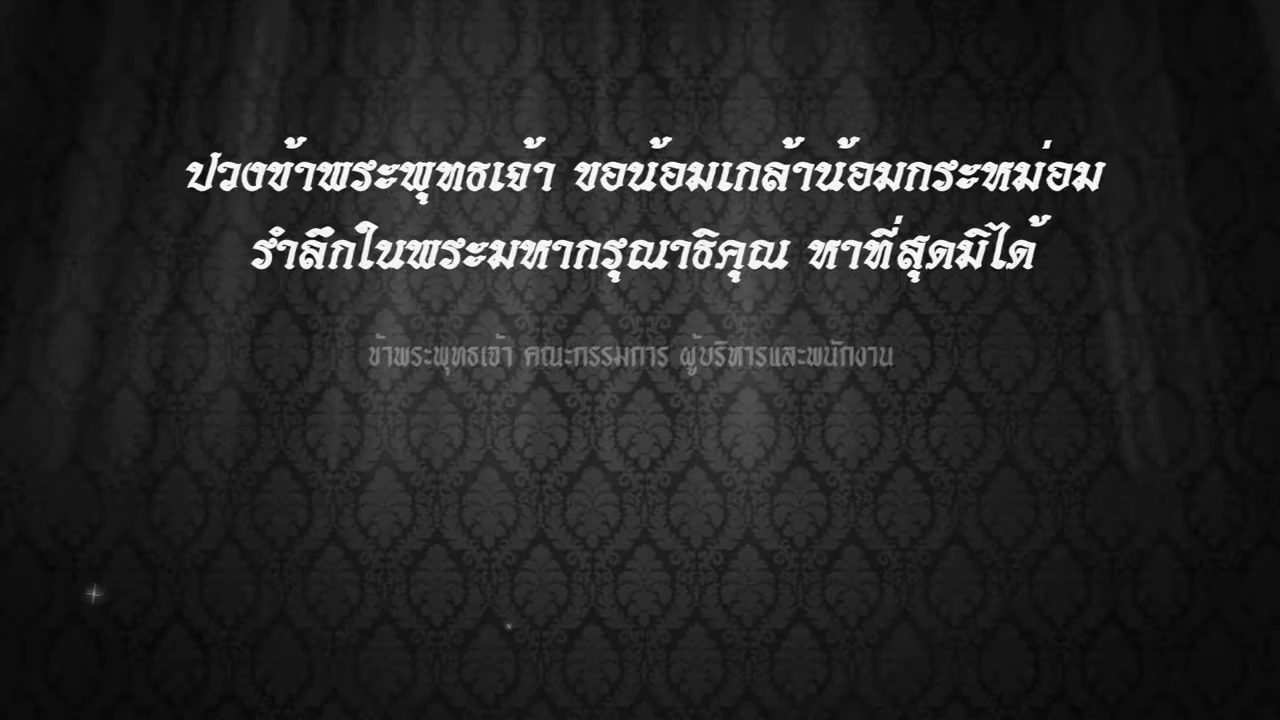 ปวงข้าพระพุทธเจ้า ขอน้อมเกล้าน้อมกระหม่อม
รำลึกในพระมหากรุณาธิคุณ หาที่สุดมิได้
ข้าพระพุทธเจ้า คณะกรรมการ ผู้บริหารและพนักงาน